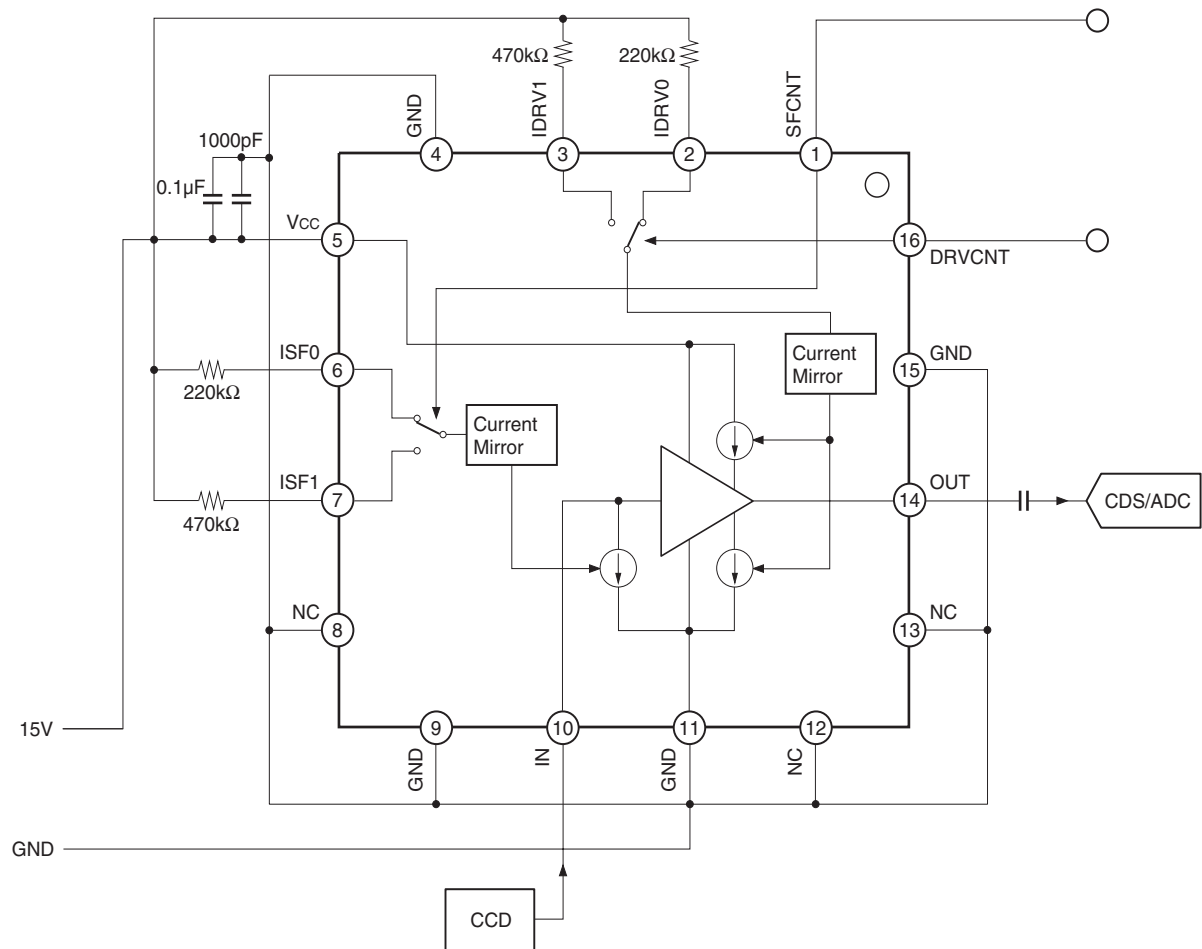 470kΩ
220kΩ
GND
IDRV1
IDRV0
SFCNT
4
3
2
1
1000pF
0.1µF
VCC
5
16
DRVCNT
ISF0
6
220kΩ
Current
Mirror
GND
15
Current
Mirror
ISF1
7
470kΩ
OUT
14
CDS/ADC
NC
8
NC
13
15V
9
10
11
12
GND
IN
GND
NC
GND
CCD